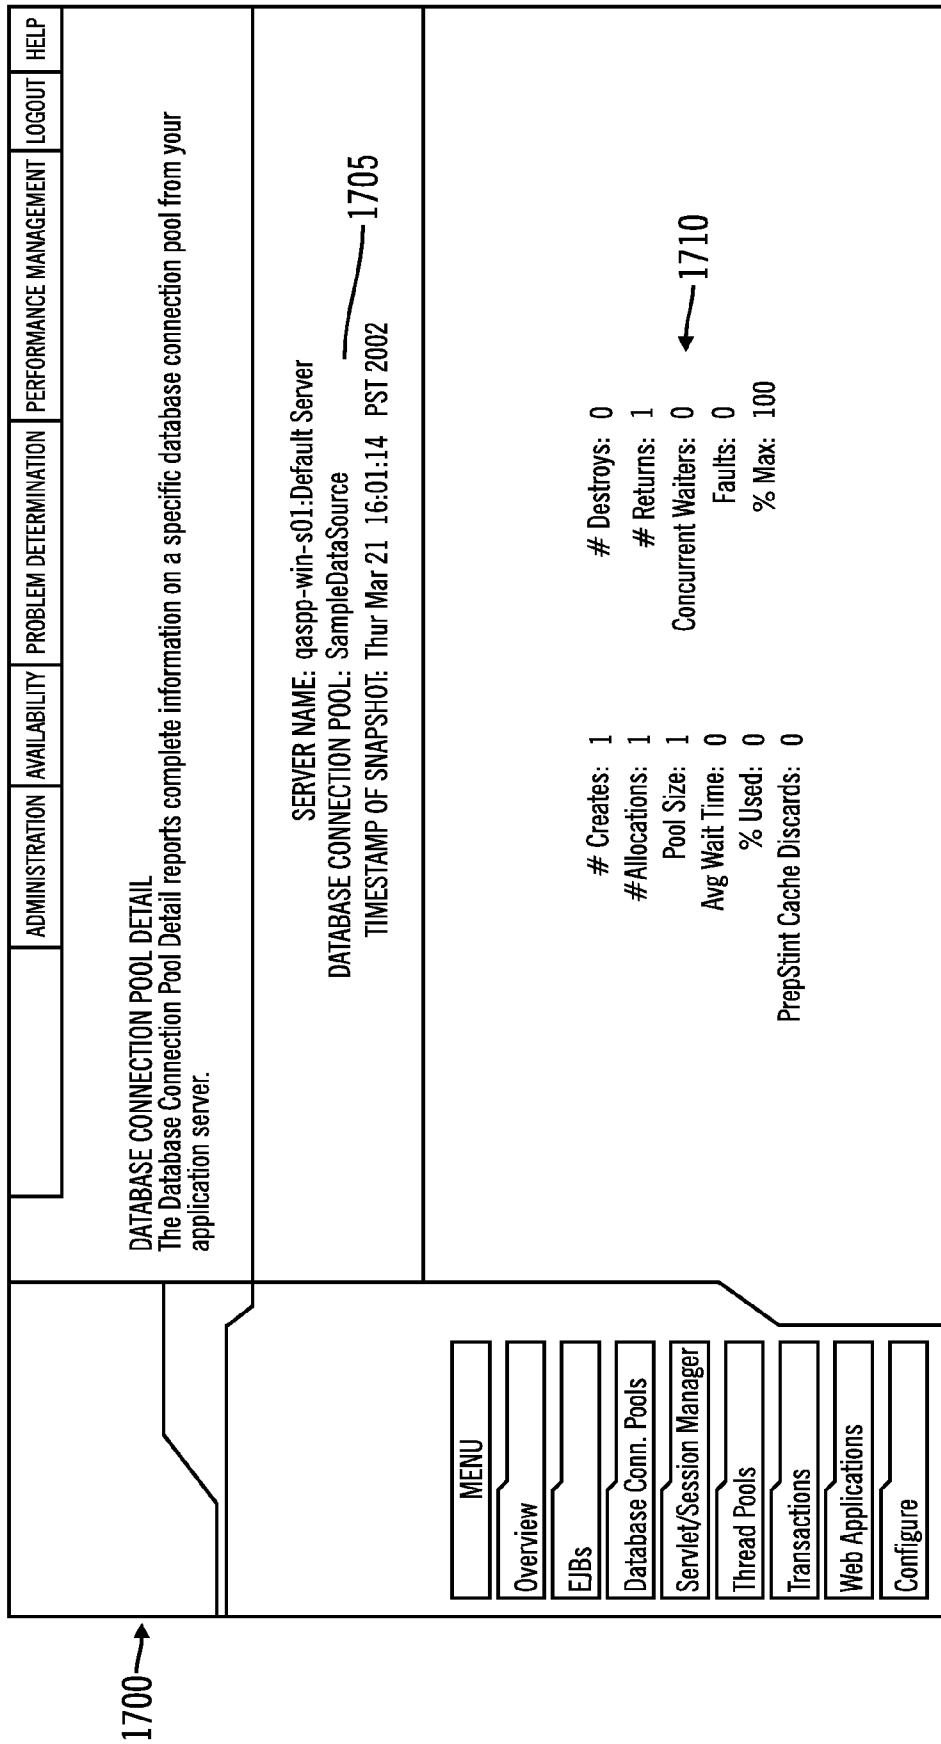 ADMINISTRATION AVAILABILITY PROBLEM DETERMINATION PERFORMANCE MANAGEMENT LOGOUT HELP
DATABASE CONNECTION POOL DETAIL
The Database Connection Pool Detail reports complete information on a specific database connection pool from your
application server.
SERVER NAME: qaspp-win-s01:Default Server
DATABASE CONNECTION POOL: SampleDataSource
TIMESTAMP OF SNAPSHOT: Thur Mar 21 16:01:14 PST 2002
1705
MENU
Overview
EJBs
Database Conn. Pools
Servlet/Session Manager
Thread Pools
Transactions
Web Applications
Configure
# Creates: 1 # Destroys: 0
#Allocations: 1 # Returns: 1
Pool Size: 1 Concurrent Waiters: 0
Avg Wait Time: 0 Faults: 0
% Used: 0 % Max: 100
PrepStint Cache Discards: 0
1710
1700